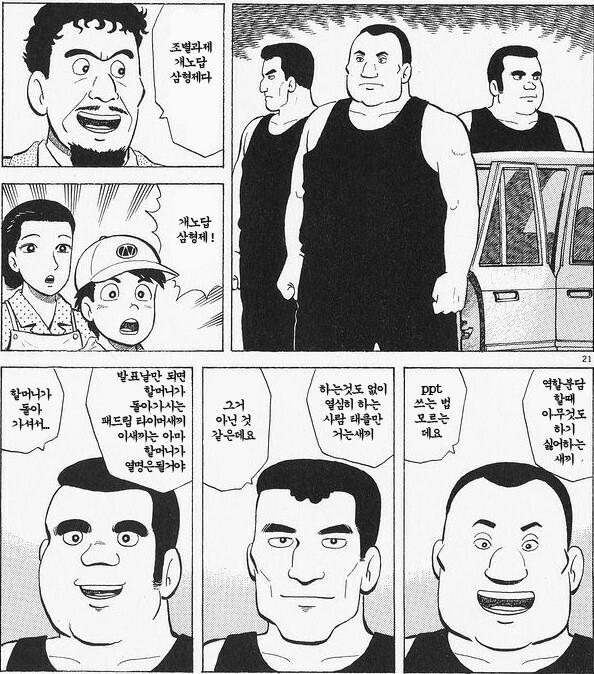 조별과제
개노답
삼형제다
개노답
삼형제!
21
역할분담
할때
아무것도
하기
싫어하는
새끼
ppt
쓰는 법
모르는
데요
하는것도 없이
열심히 하는
사람 태클만
거는새끼
그거
아닌 것
같은데요
발표날만 되면
할머니가
돌아가시는
패드립 타이머새끼
이새끼는 아마
할머니가
열명은될거야
할머니가
돌아
가셔서...